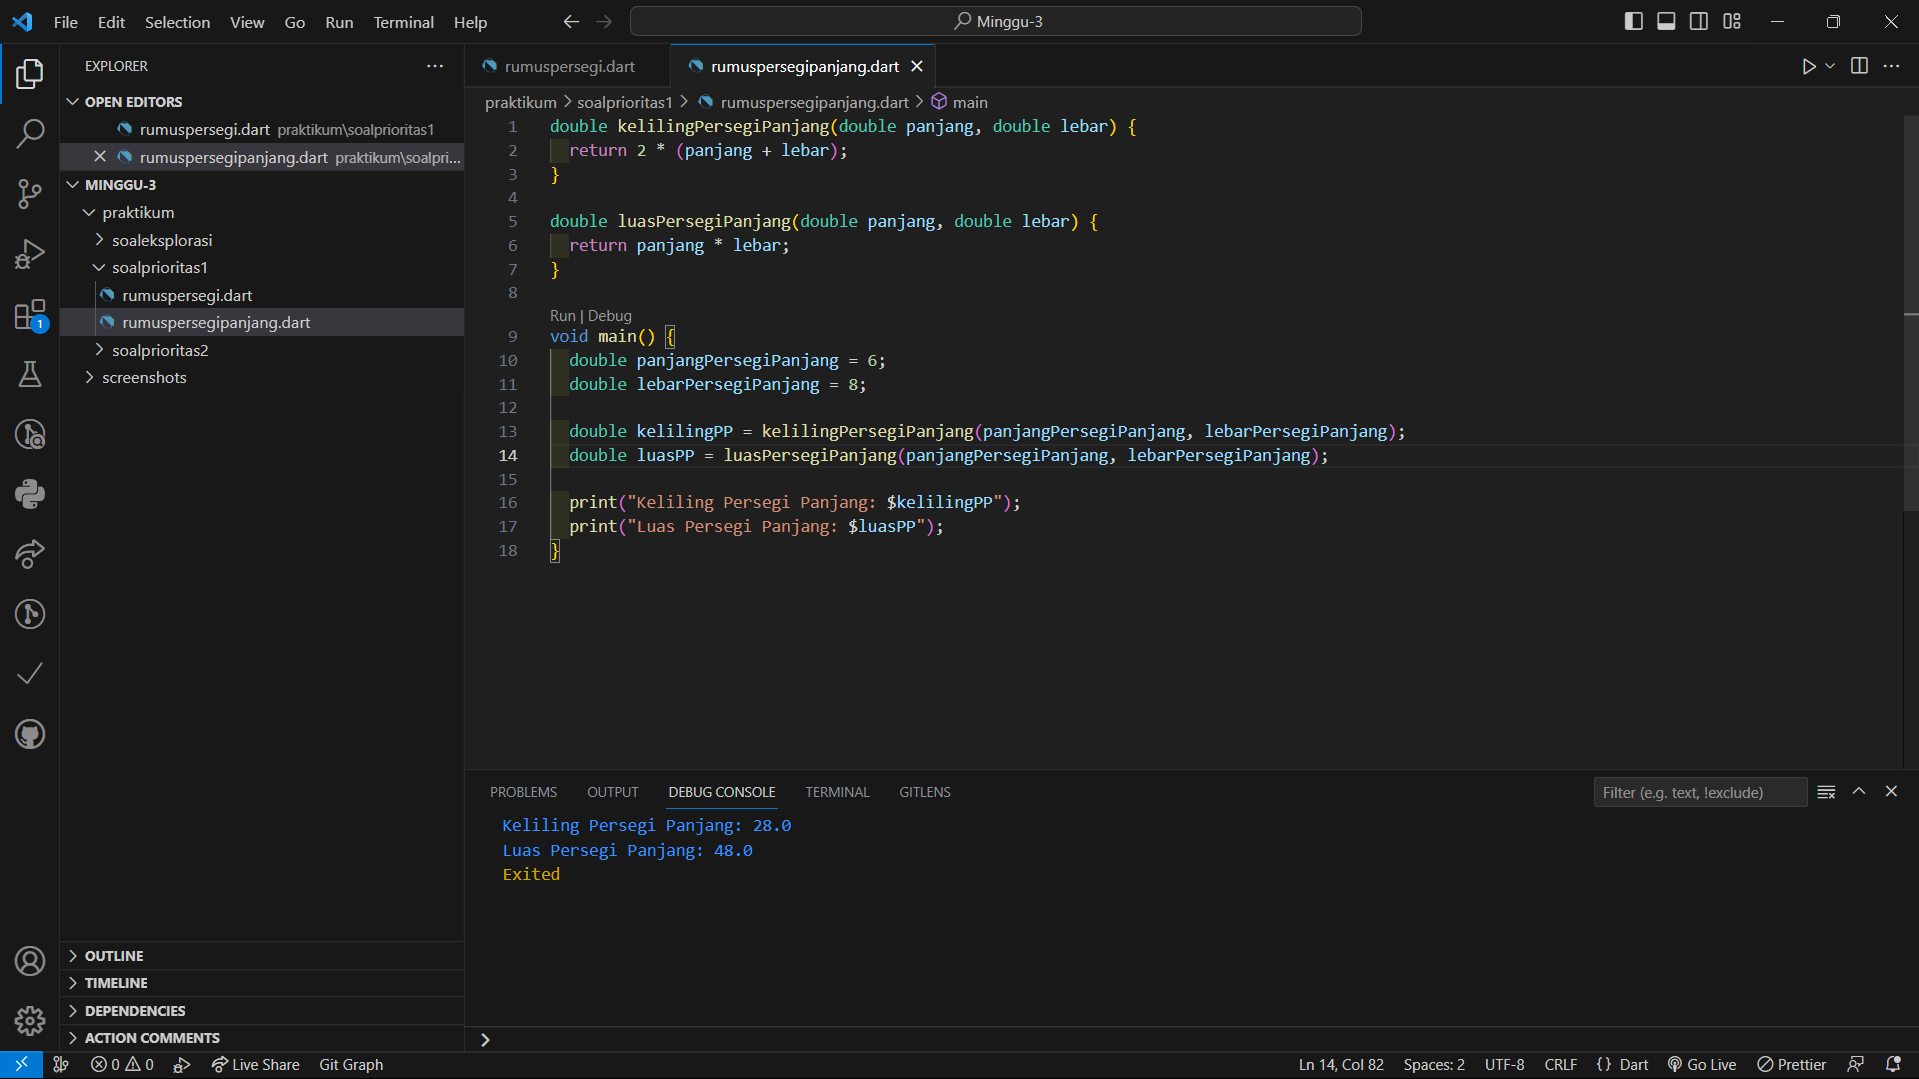 File Edit Selection View Go Run Terminal Help
Minggu-3
EXPLORER
OPEN EDITORS
rumuspersegi.dart praktikum\soalprioritas1
rumuspersegipanjang.dart praktikum\soalpri...
MINGGU-3
praktikum
soaleksplorasi
soalprioritas1
rumuspersegi.dart
rumuspersegipanjang.dart
soalprioritas2
screenshots
OUTLINE
TIMELINE
DEPENDENCIES
ACTION COMMENTS
1
rumuspersegi.dart rumuspersegipanjang.dart
praktikum > soalprioritas1 > rumuspersegipanjang.dart > main
1 double kelilingPersegiPanjang(double panjang, double lebar) {
2 return 2 * (panjang + lebar);
3 }
4
5 double luasPersegiPanjang(double panjang, double lebar) {
6 return panjang * lebar;
7 }
8
Run | Debug
9 void main() {
10 double panjangPersegiPanjang = 6;
11 double lebarPersegiPanjang = 8;
12
13 double kelilingPP = kelilingPersegiPanjang(panjangPersegiPanjang, lebarPersegiPanjang);
14 double luasPP = luasPersegiPanjang(panjangPersegiPanjang, lebarPersegiPanjang);
15
16 print("Keliling Persegi Panjang: $kelilingPP");
17 print("Luas Persegi Panjang: $luasPP");
18 }
PROBLEMS OUTPUT DEBUG CONSOLE TERMINAL GITLENS
Filter (e.g. text, !exclude)
Keliling Persegi Panjang: 28.0
Luas Persegi Panjang: 48.0
Exited
0 0 Live Share Git Graph
Ln 14, Col 82 Spaces: 2 UTF-8 CRLF {} Dart Go Live Prettier